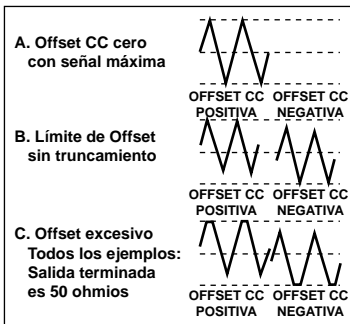 A. Offset CC cero
con señal máxima
OFFSET CC POSITIVA
OFFSET CC NEGATIVA
B. Límite de Offset
sin truncamiento
OFFSET CC POSITIVA
OFFSET CC NEGATIVA
C. Offset excesivo
Todos los ejemplos:
Salida terminada
es 50 ohmios
OFFSET CC POSITIVA
OFFSET CC NEGATIVA